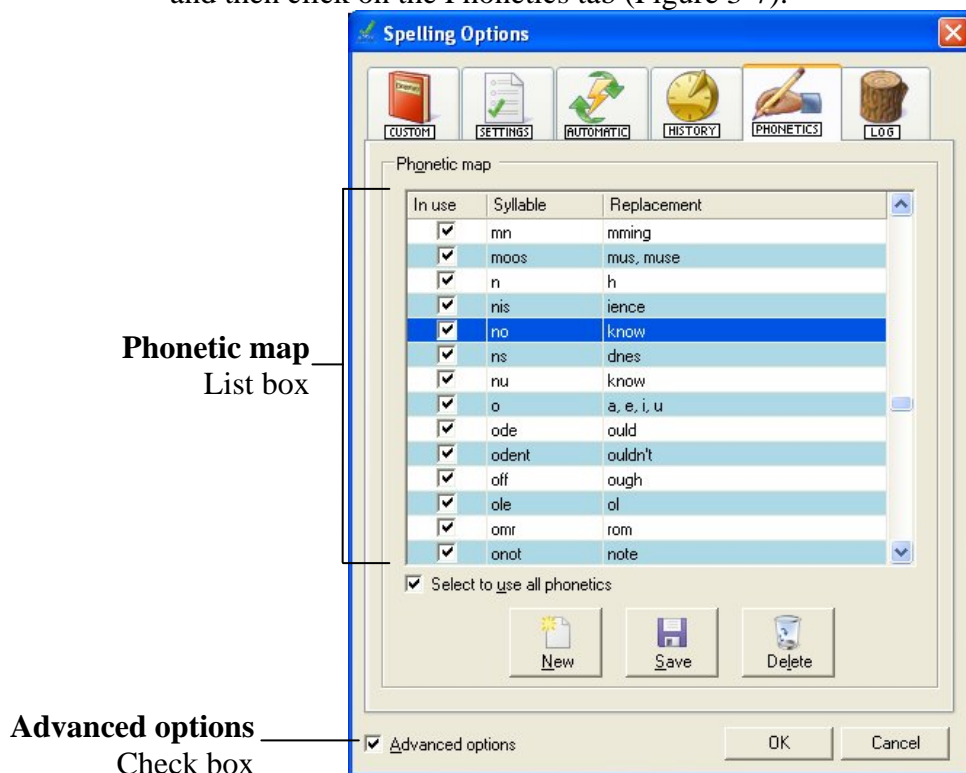 and then click on the Phonetics tab (Figure 3-7).
Spelling Options
CUSTOM SETTINGS AUTOMATIC HISTORY PHONETICS LOG
Phonetic map
In use Syllable Replacement
mn mming
moos mus, muse
n h
nis ience
no know
ns dnes
nu know
o a, e, i, u
ode ould
odent ouldn't
off ough
ole ol
omr rom
onot note
Phonetic map
List box
Select to use all phonetics
New Save Delete
Advanced options
Check box
Advanced options OK Cancel